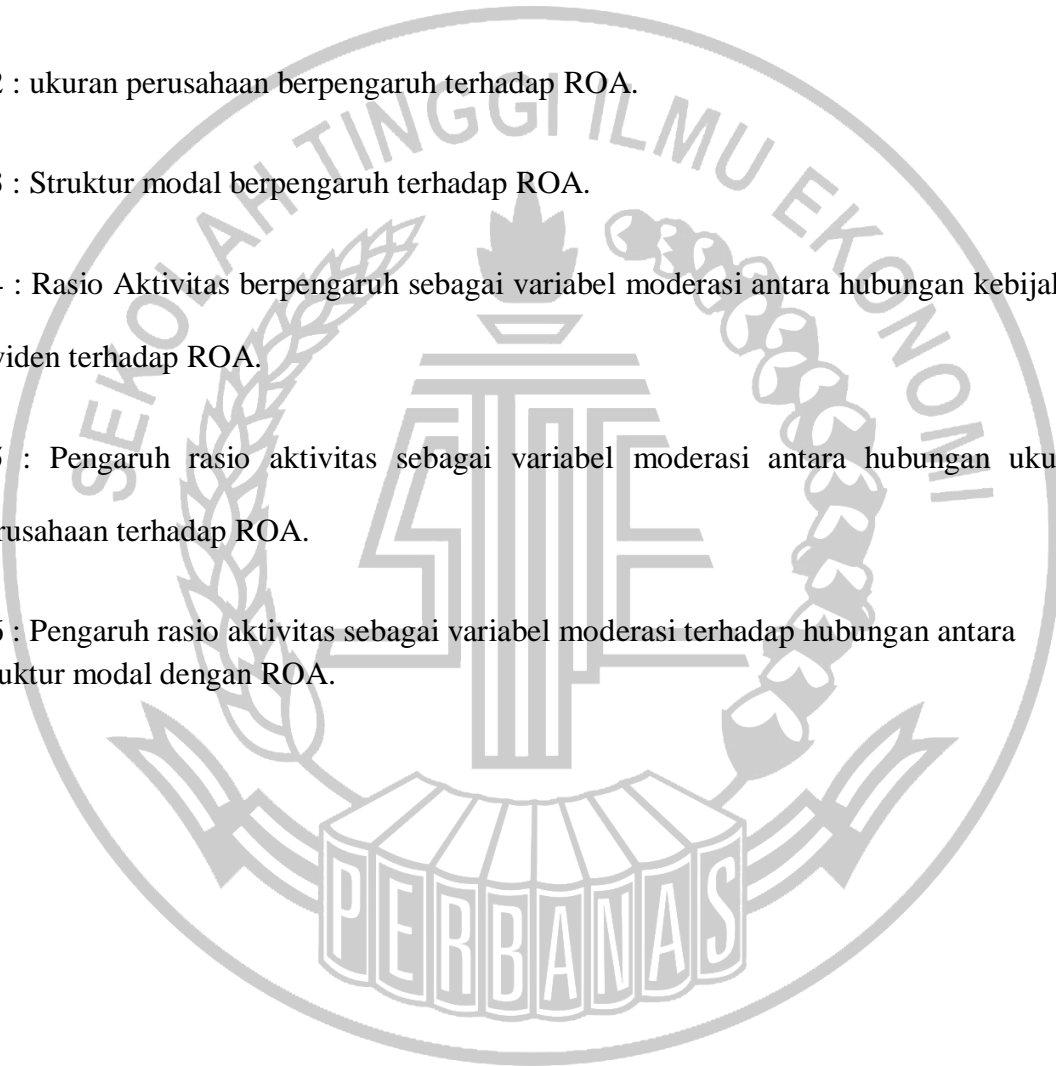 2 : ukuran perusahaan berpengaruh terhadap ROA.
3 : Struktur modal berpengaruh terhadap ROA.
4 : Rasio Aktivitas berpengaruh sebagai variabel moderasi antara hubungan kebijak
viden terhadap ROA.
5 : Pengaruh rasio aktivitas sebagai variabel moderasi antara hubungan uku
rusahaan terhadap ROA.
6 : Pengaruh rasio aktivitas sebagai variabel moderasi terhadap hubungan antara
uktur modal dengan ROA.
SEKOLAH TINGGI ILMU EKONOMI
PERBANAS